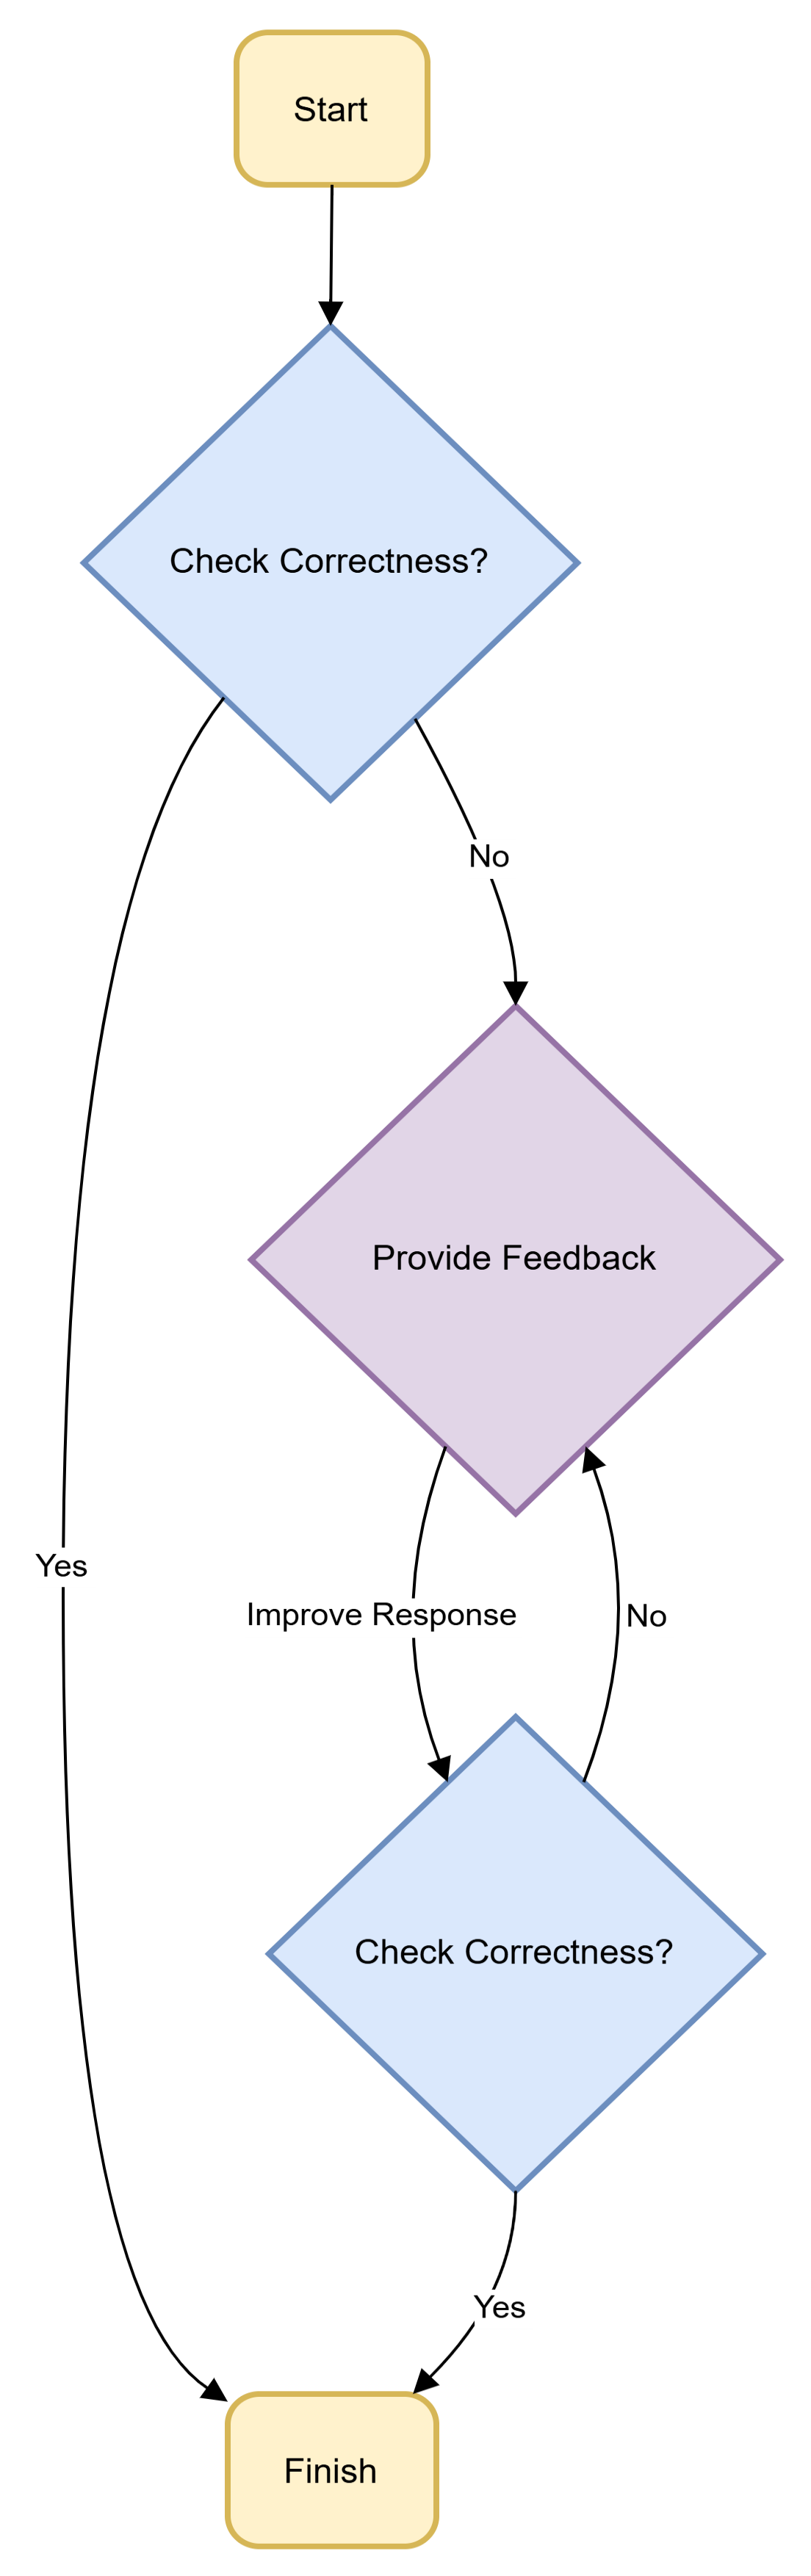 Start
Check Correctness?
No
Provide Feedback
Yes
Improve Response
No
Check Correctness?
Yes
Finish